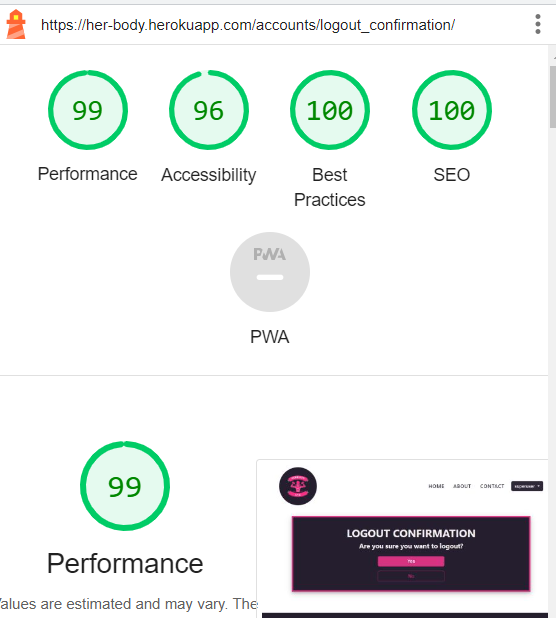 https://her-body.herokuapp.com/accounts/logout_confirmation/
99
96
100
100
Performance
Accessibility
Best
Practices
SEO
PWA
PWA
99
Performance
Values are estimated and may vary. The
HOME ABOUT CONTACT superuser
LOGOUT CONFIRMATION
Are you sure you want to logout?
Yes
No